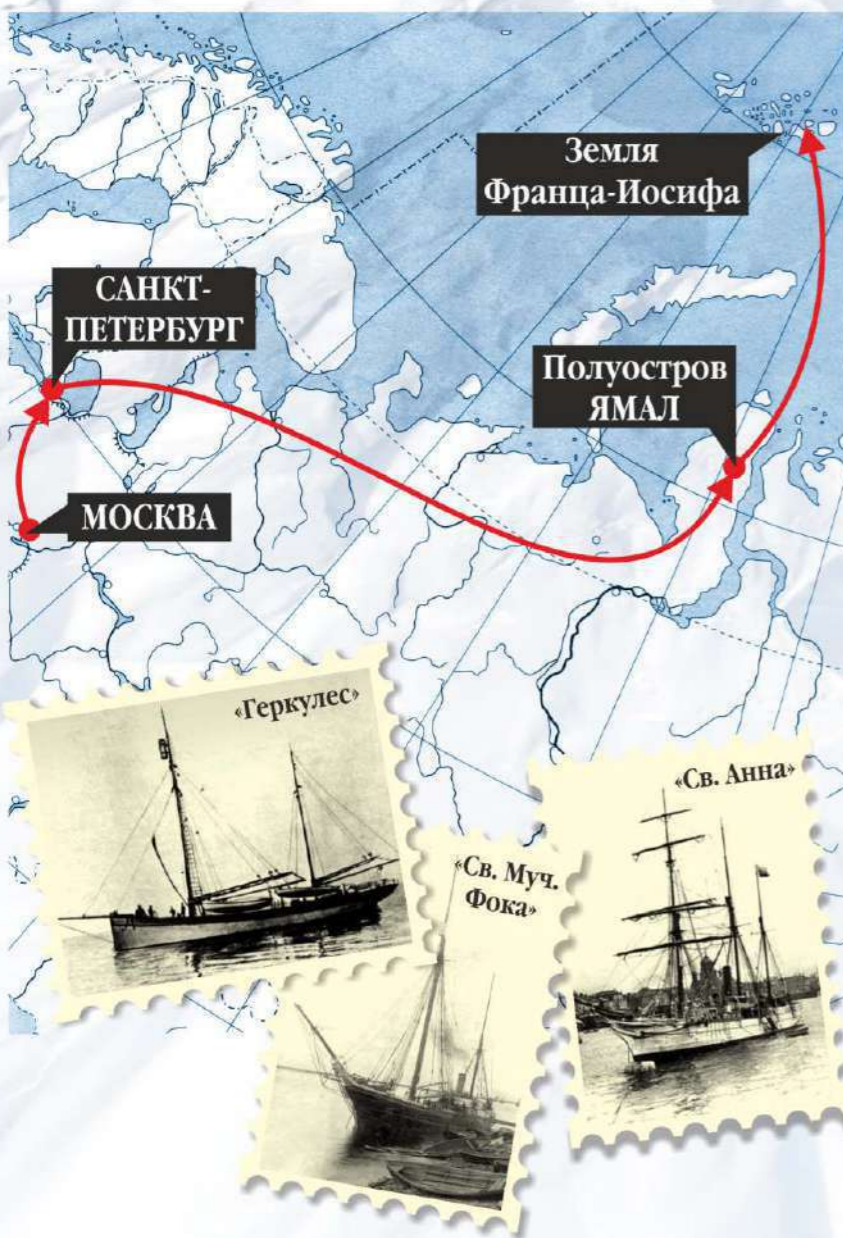 Земля
Франца-Иосифа
САНКТ-
ПЕТЕРБУРГ
Полуостров
ЯМАЛ
МОСКВА
«Геркулес»
«Св. Анна»
«Св. Муч.
Фока»